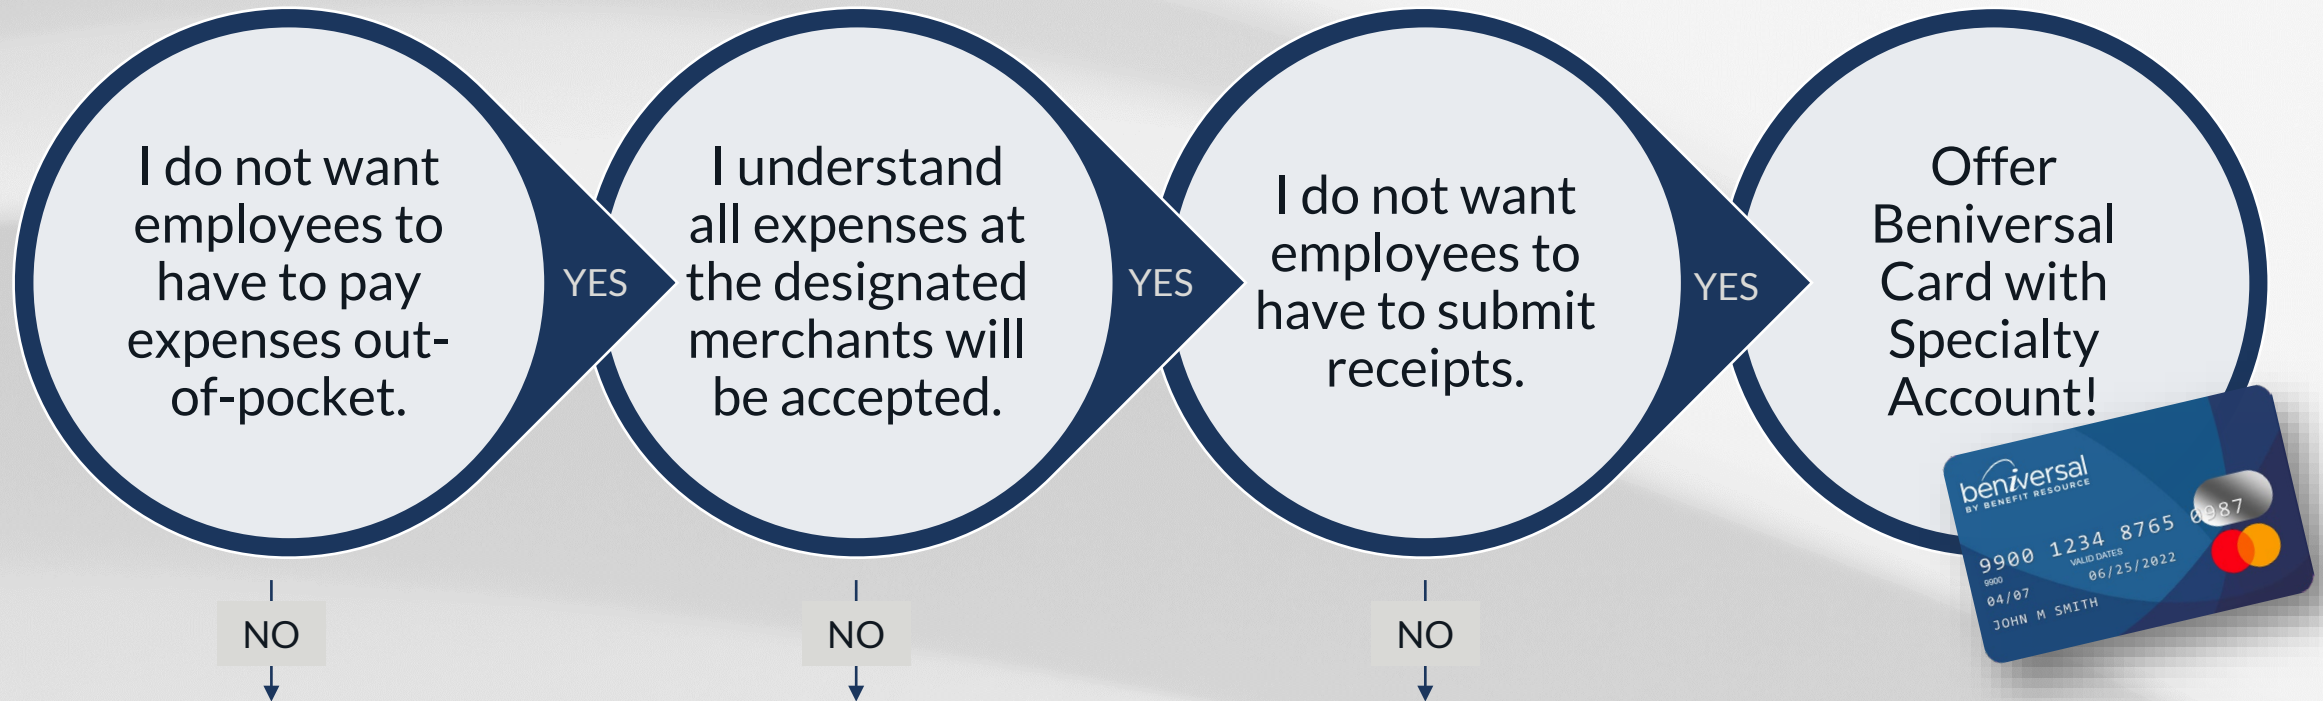 I do not want
employees to
have to pay
expenses out-
of-pocket.
YES
I understand
all expenses at
the designated
merchants will
be accepted.
YES
I do not want
employees to
have to submit
receipts.
YES
Offer
Beniversal
Card with
Specialty
Account!
beniversal
BY BENEFIT RESOURCE
9900 1234 8765 0987
9900
VALID DATES
04/07
06/25/2022
JOHN M SMITH
NO
NO
NO